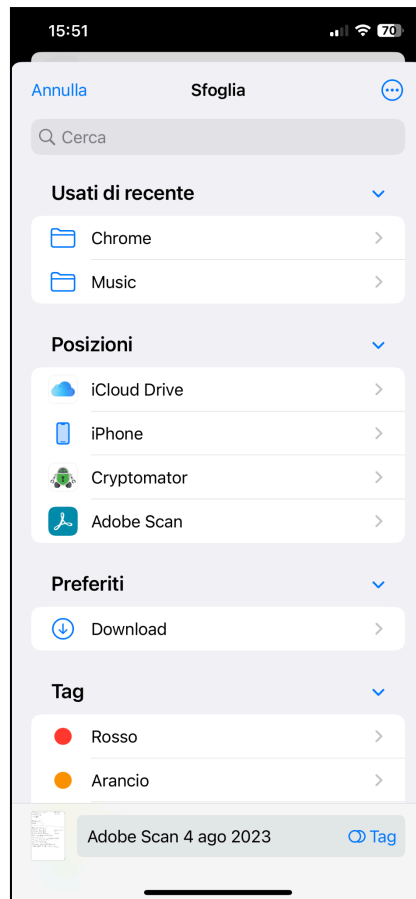 15:51
70
Annulla
Sfoglia
Cerca
Usati di recente
Chrome
Music
Posizioni
iCloud Drive
iPhone
Cryptomator
Adobe Scan
Preferiti
Download
Tag
Rosso
Arancio
Adobe Scan 4 ago 2023
Tag